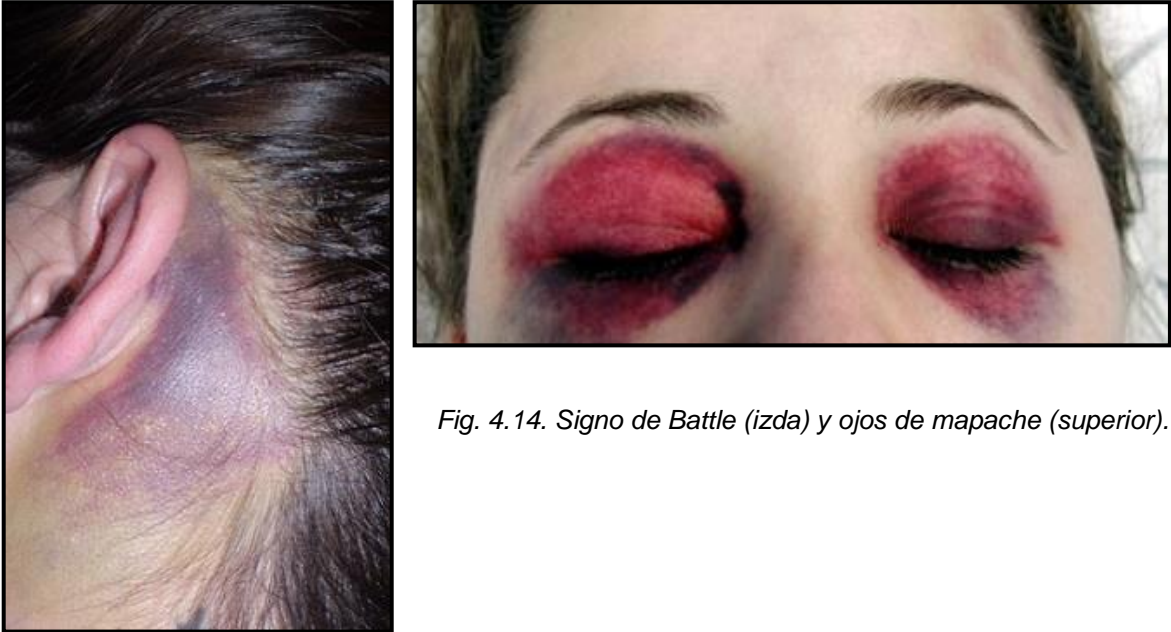 Fig. 4.14. Signo de Battle (izda) y ojos de mapache (superior).